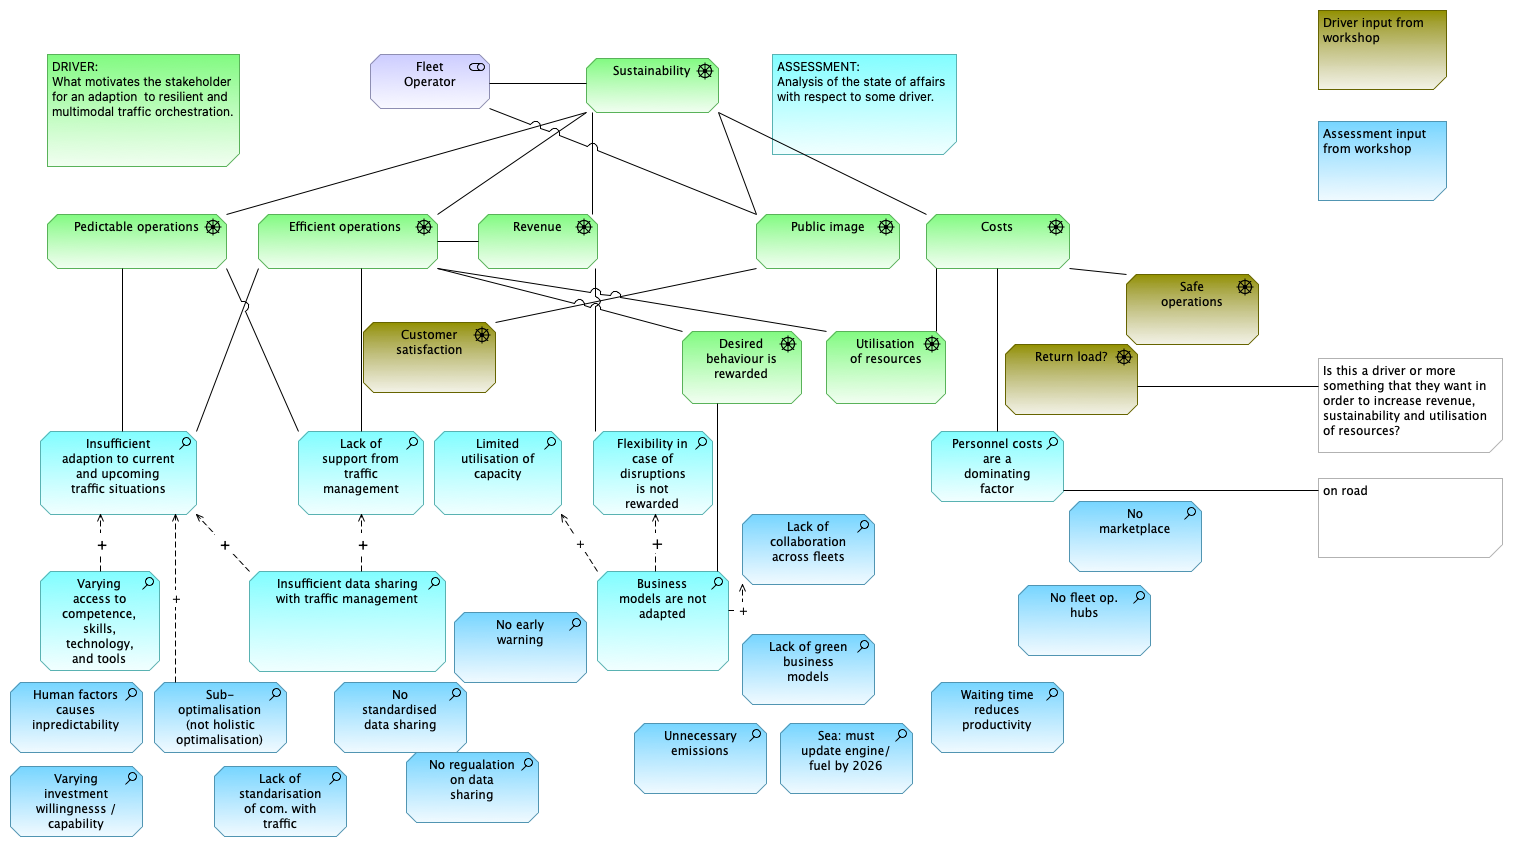 DRIVER:
What motivates the stakeholder
for an adaption  to resilient and
multimodal traffic orchestration.
Fleet
Operator
Sustainability
ASSESSMENT:
Analysis of the state of affairs
with respect to some driver.
Driver input from
workshop
Assessment input
from workshop
Pedictable operations
Efficient operations
Revenue
Public image
Costs
Safe
operations
Customer
satisfaction
Desired
behaviour is
rewarded
Utilisation
of resources
Return load?
Is this a driver or more
something that they want in
order to increase revenue,
sustainability and utilisation
of resources?
Insufficient
adaption to current
and upcoming
traffic situations
Lack of
support from
traffic
management
Limited
utilisation of
capacity
Flexibility in
case of
disruptions
is not
rewarded
Personnel costs
are a
dominating
factor
on road
No
marketplace
Lack of
collaboration
across fleets
Varying
access to
competence,
skills,
technology,
and tools
Insufficient data sharing
with traffic management
Business
models are not
adapted
No fleet op.
hubs
No early
warning
Lack of green
business
models
Human factors
causes
inpredictability
Sub-
optimalisation
(not holistic
optimalisation)
No
standardised
data sharing
Waiting time
reduces
productivity
Unnecessary
emissions
Sea: must
update engine/
fuel by 2026
No regualation
on data
sharing
Varying
investment
willingnesss /
capability
Lack of
standarisation
of com. with
traffic